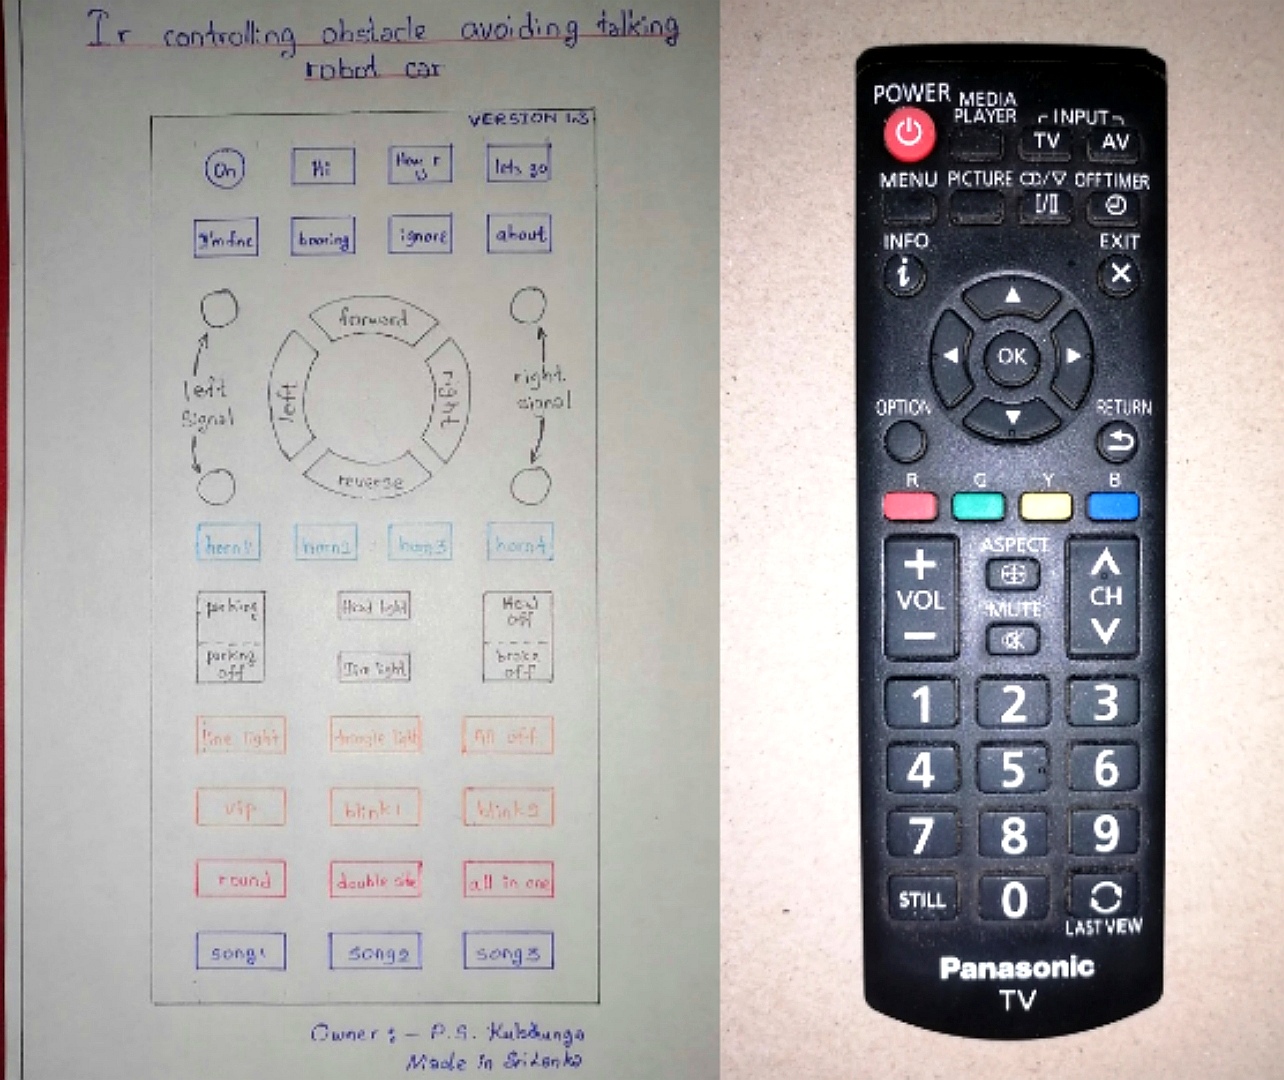 Ir controlling obstacle avoiding talking
robot car
VERSION 1.3
On
Hi
How r
U
lets go
I'm fine
booring
ignore
about
forward
left
right
reverse
left
signal
right
signal
horn1
horn2
horn3
horn4
parking
Head light
Head
off
parking
off
light
brake
off
line light
light
All off
vip
blink1
blink2
round
double site
all in one
song1
song2
song3
Owner :- P.G.
Made in SriLanka
POWER
MEDIA
PLAYER
INPUT
TV
AV
MENU
PICTURE
I/II
OFFTIMER
INFO
i
EXIT
OK
OPTION
RETURN
R G Y B
+
VOL
−
ASPECT
MUTE
CH
1 2 3
4 5 6
7 8 9
STILL
0
LAST VIEW
Panasonic
TV